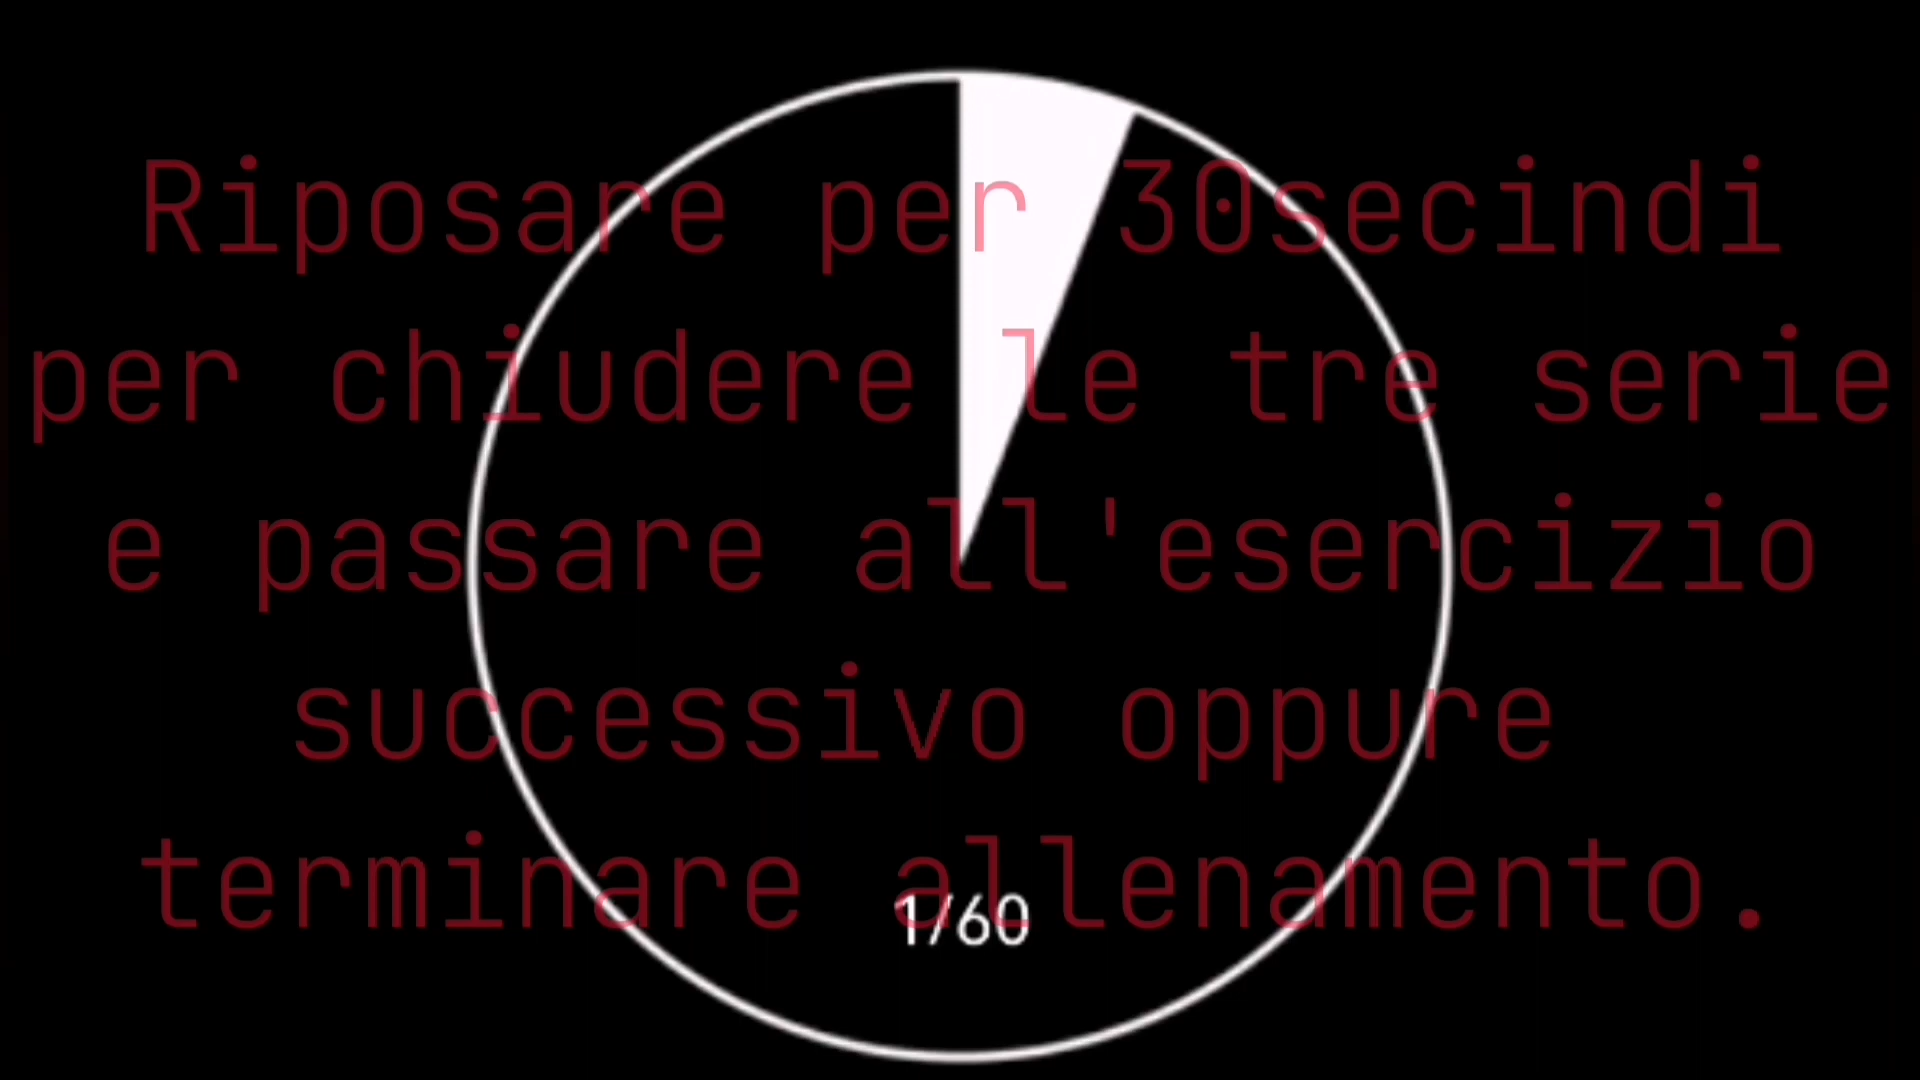 Riposare per 30secindi
per chiudere le tre serie
e passare all'esercizio
successivo oppure
terminare allenamento.
1/60